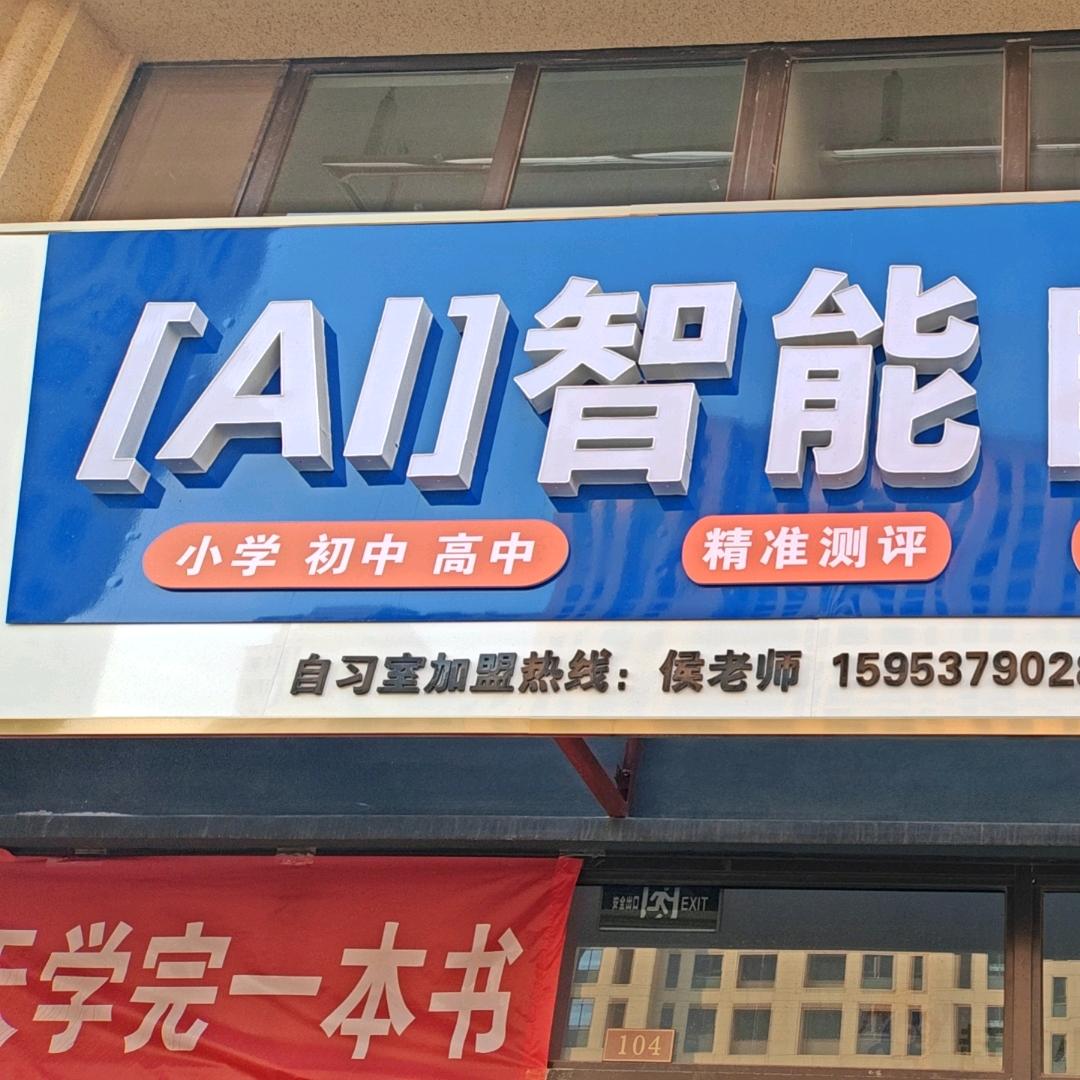 [AI]智能
小学 初中 高中
精准测评
自习室加盟热线：侯老师 1595379028
安全出口 EXIT
天学完一本书
104